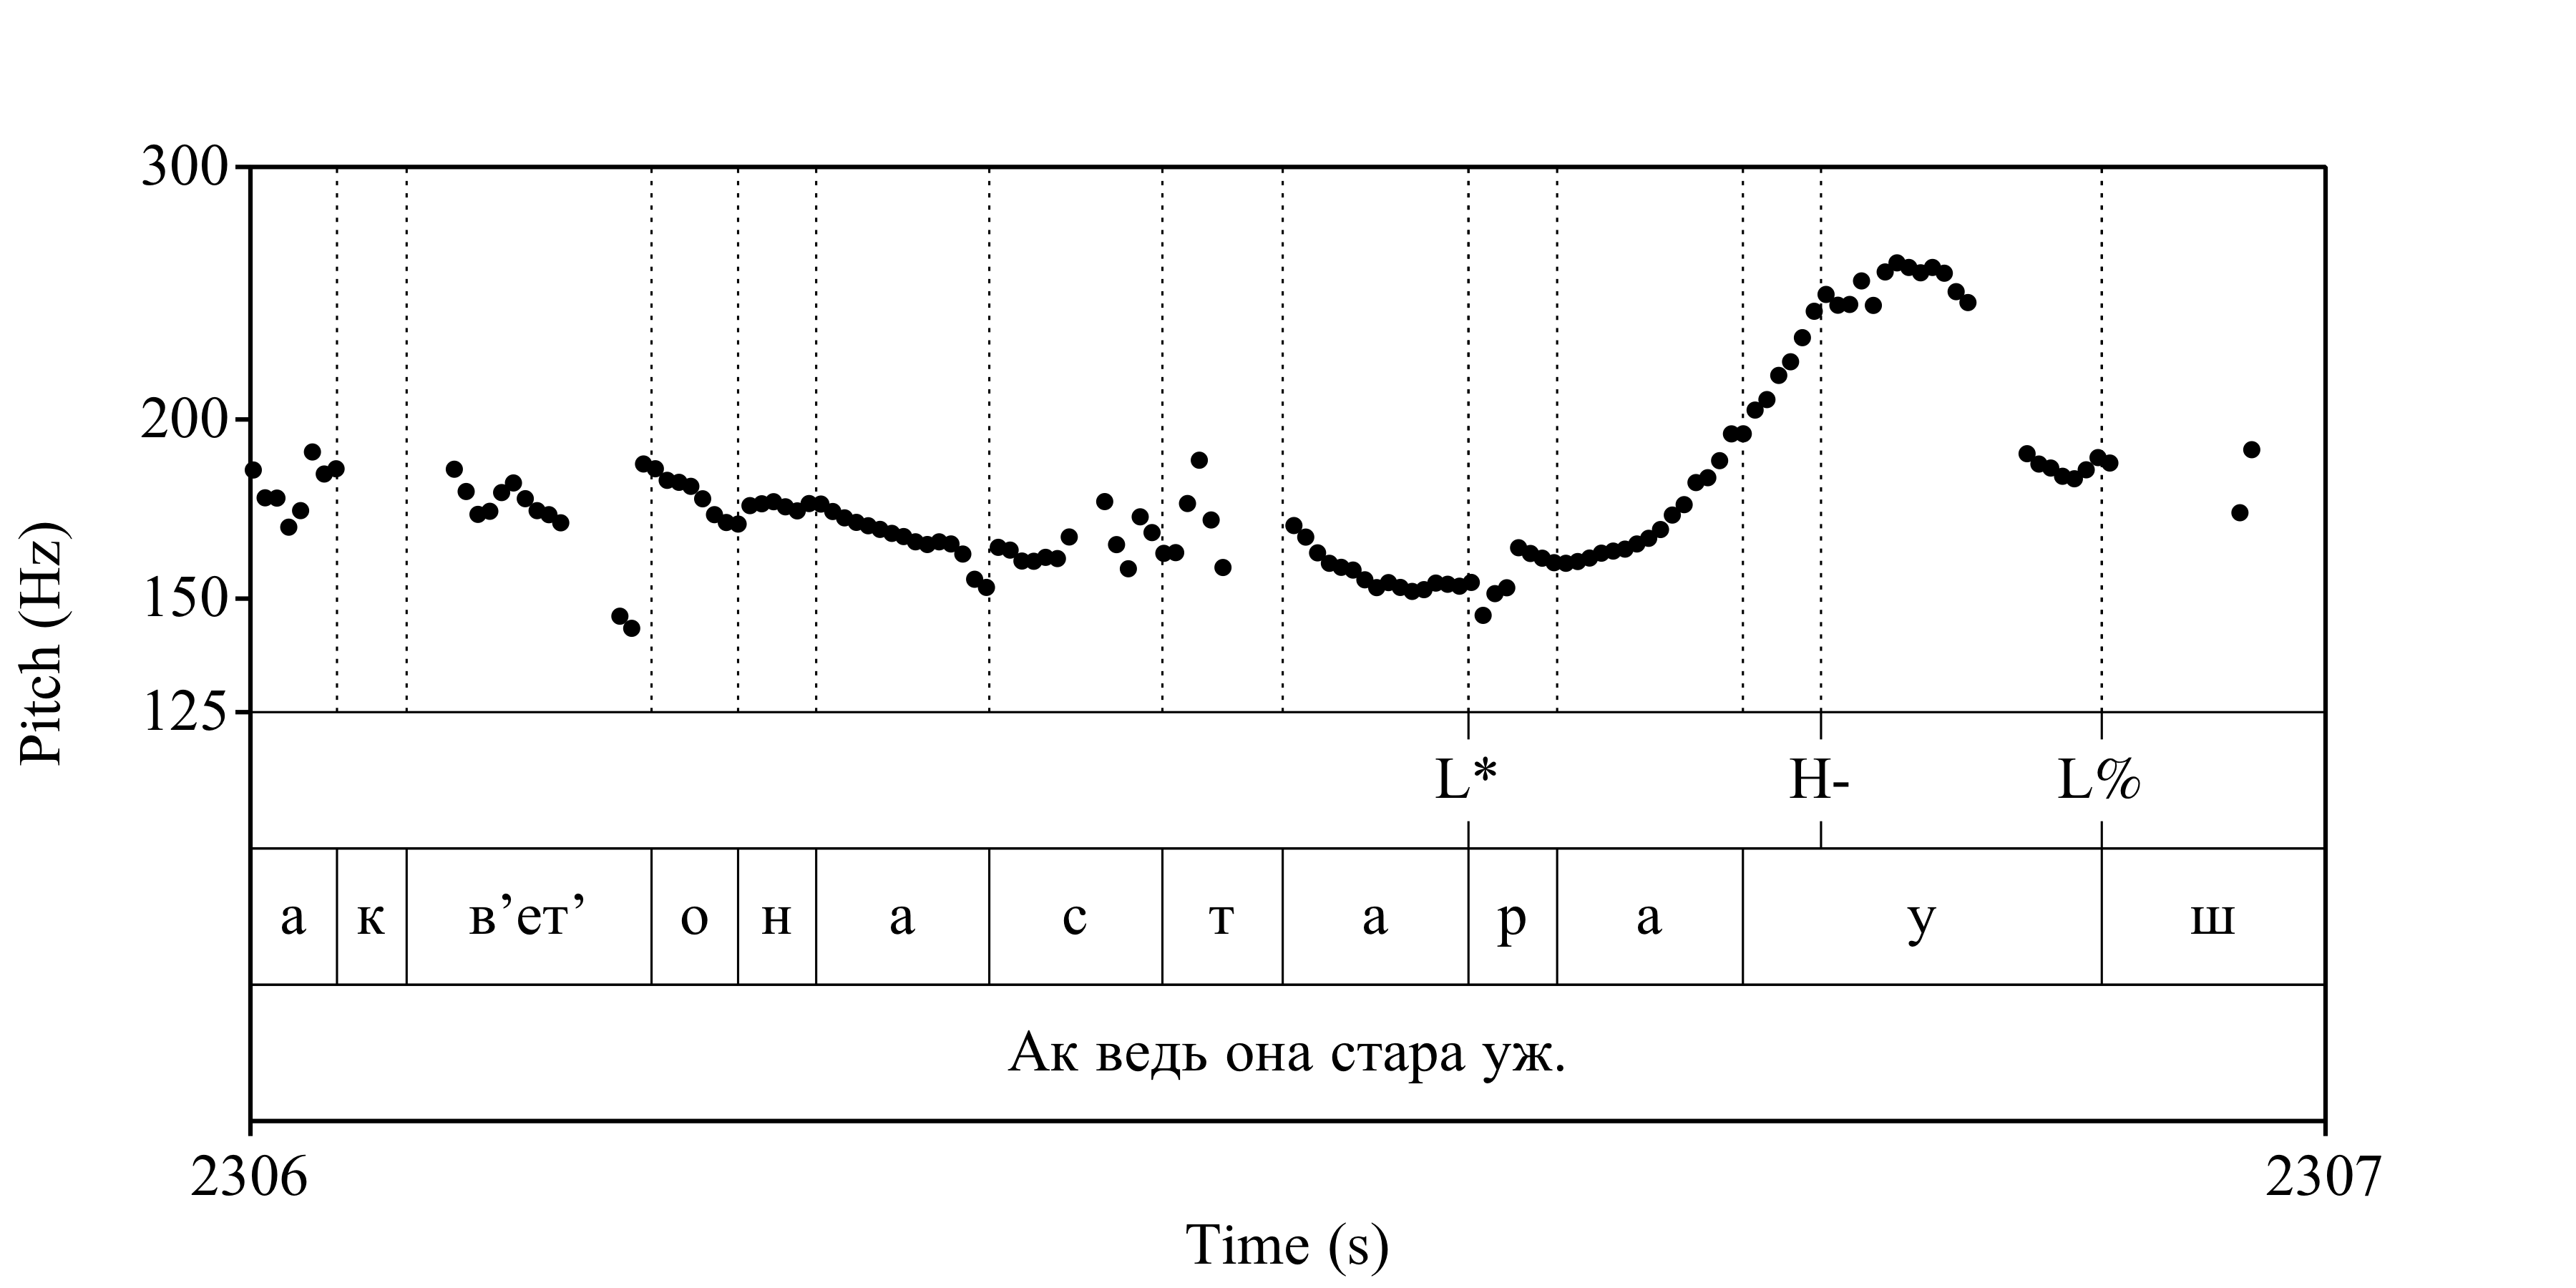 300
200
150
125
Pitch (Hz)
L* H- L%
а к в’ет’ о н а с т а р а у ш
Ак ведь она стара уж.
2306 2307
Time (s)